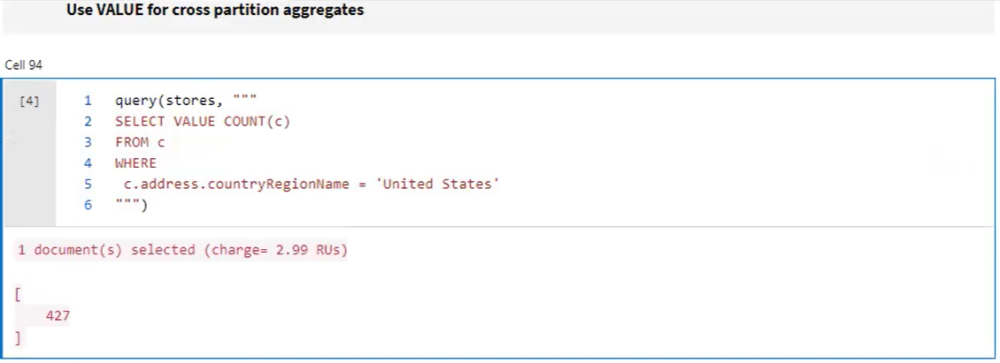 Use VALUE for cross partition aggregates
Cell 94
[4]
1 query(stores, """
2 SELECT VALUE COUNT(c)
3 FROM c
4 WHERE
5 c.address.countryRegionName = 'United States'
6 """)
1 document(s) selected (charge= 2.99 RUs)
[
427
]